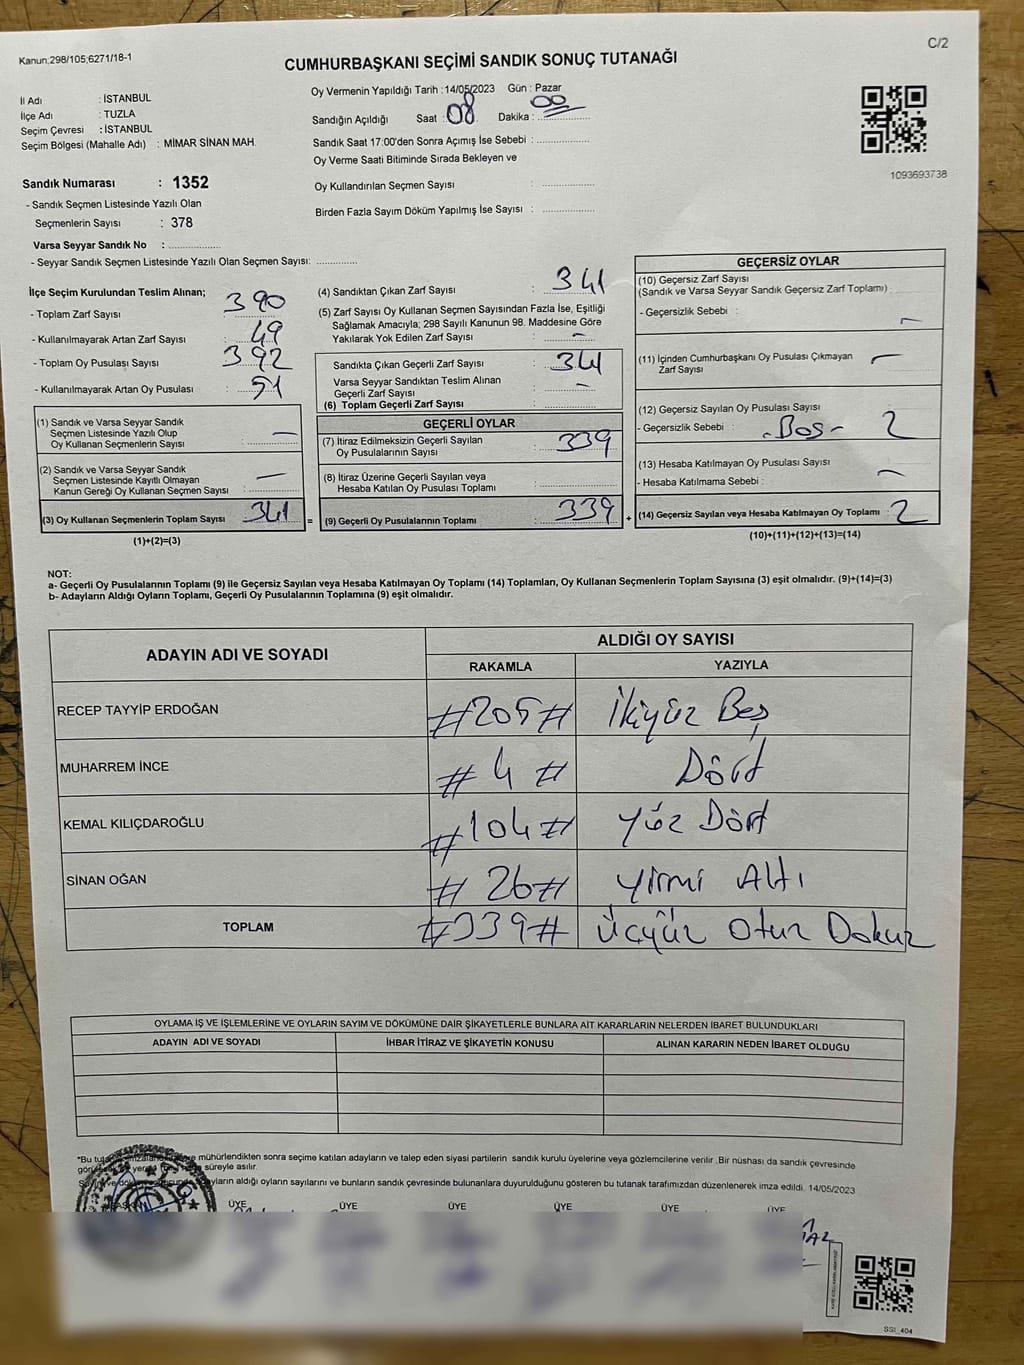 Kanun;298/105;6271/18-1
C/2
CUMHURBAŞKANI SEÇİMİ SANDIK SONUÇ TUTANAĞI
İl Adı : İSTANBUL
İlçe Adı : TUZLA
Seçim Çevresi : İSTANBUL
Seçim Bölgesi (Mahalle Adı) : MİMAR SİNAN MAH.
Sandık Numarası : 1352
- Sandık Seçmen Listesinde Yazılı Olan
Seçmenlerin Sayısı : 378
Varsa Seyyar Sandık No : ....................
- Seyyar Sandık Seçmen Listesinde Yazılı Olan Seçmen Sayısı: ...............
Oy Vermenin Yapıldığı Tarih : 14/05/2023 Gün : Pazar
Sandığın Açıldığı Saat : 08 Dakika : 00
Sandık Saat 17:00'den Sonra Açımış İse Sebebi : ....................
Oy Verme Saati Bitiminde Sırada Bekleyen ve
Oy Kullandırılan Seçmen Sayısı : ....................
Birden Fazla Sayım Döküm Yapılmış İse Sayısı : ....................
1093693738
İlçe Seçim Kurulundan Teslim Alınan;
- Toplam Zarf Sayısı : 390
- Kullanılmayarak Artan Zarf Sayısı : 49
- Toplam Oy Pusulası Sayısı : 392
- Kullanılmayarak Artan Oy Pusulası : 51
(1) Sandık ve Varsa Seyyar Sandık
Seçmen Listesinde Yazılı Olup
Oy Kullanan Seçmenlerin Sayısı : —
(2) Sandık ve Varsa Seyyar Sandık
Seçmen Listesinde Kayıtlı Olmayan
Kanun Gereği Oy Kullanan Seçmen Sayısı : —
(3) Oy Kullanan Seçmenlerin Toplam Sayısı : 341 =
(1)+(2)=(3)
(4) Sandıktan Çıkan Zarf Sayısı : 341
(5) Zarf Sayısı Oy Kullanan Seçmen Sayısından Fazla İse, Eşitliği
Sağlamak Amacıyla; 298 Sayılı Kanunun 98. Maddesine Göre
Yakılarak Yok Edilen Zarf Sayısı : —
Sandıkta Çıkan Geçerli Zarf Sayısı : 341
Varsa Seyyar Sandıktan Teslim Alınan
Geçerli Zarf Sayısı : —
(6) Toplam Geçerli Zarf Sayısı :
GEÇERLİ OYLAR
(7) İtiraz Edilmeksizin Geçerli Sayılan
Oy Pusulalarının Sayısı : 339
(8) İtiraz Üzerine Geçerli Sayılan veya
Hesaba Katılan Oy Pusulası Toplamı :
(9) Geçerli Oy Pusulalarının Toplamı : 339 +
GEÇERSİZ OYLAR
(10) Geçersiz Zarf Sayısı
(Sandık ve Varsa Seyyar Sandık Geçersiz Zarf Toplamı) :
- Geçersizlik Sebebi : —
(11) İçinden Cumhurbaşkanı Oy Pusulası Çıkmayan
Zarf Sayısı —
(12) Geçersiz Sayılan Oy Pusulası Sayısı
- Geçersizlik Sebebi : -Boş- 2
(13) Hesaba Katılmayan Oy Pusulası Sayısı
- Hesaba Katılmama Sebebi : —
(14) Geçersiz Sayılan veya Hesaba Katılmayan Oy Toplamı : 2
(10)+(11)+(12)+(13)=(14)
NOT:
a- Geçerli Oy Pusulalarının Toplamı (9) ile Geçersiz Sayılan veya Hesaba Katılmayan Oy Toplamı (14) Toplamları, Oy Kullanan Seçmenlerin Toplam Sayısına (3) eşit olmalıdır. (9)+(14)=(3)
b- Adayların Aldığı Oyların Toplamı, Geçerli Oy Pusulalarının Toplamına (9) eşit olmalıdır.
ADAYIN ADI VE SOYADI ALDIĞI OY SAYISI
RAKAMLA YAZIYLA
RECEP TAYYİP ERDOĞAN #205# İkiyüz Beş
MUHARREM İNCE # 4 # Dört
KEMAL KILIÇDAROĞLU #104# Yüz Dört
SİNAN OĞAN # 26# Yirmi Altı
TOPLAM #339# Üçyüz Otuz Dokuz
OYLAMA İŞ VE İŞLEMLERİNE VE OYLARIN SAYIM VE DÖKÜMÜNE DAİR ŞİKAYETLERLE BUNLARA AİT KARARLARIN NELERDEN İBARET BULUNDUKLARI
ADAYIN ADI VE SOYADI İHBAR İTİRAZ VE ŞİKAYETİN KONUSU ALINAN KARARIN NEDEN İBARET OLDUĞU
*Bu mühürlendikten sonra seçime katılan adayların ve talep eden siyasi partilerin sandık kurulu üyelerine veya gözlemcilerine verilir .Bir nüshası da sandık çevresinde
süreyle asılır.
aldığı oyların sayılarını ve bunların sandık çevresinde bulunanlara duyurulduğunu gösteren bu tutanak tarafımızdan düzenlenerek imza edildi. 14/05/2023
BAŞKAN ÜYE ÜYE ÜYE ÜYE ÜYE ÜYE
SSI_404